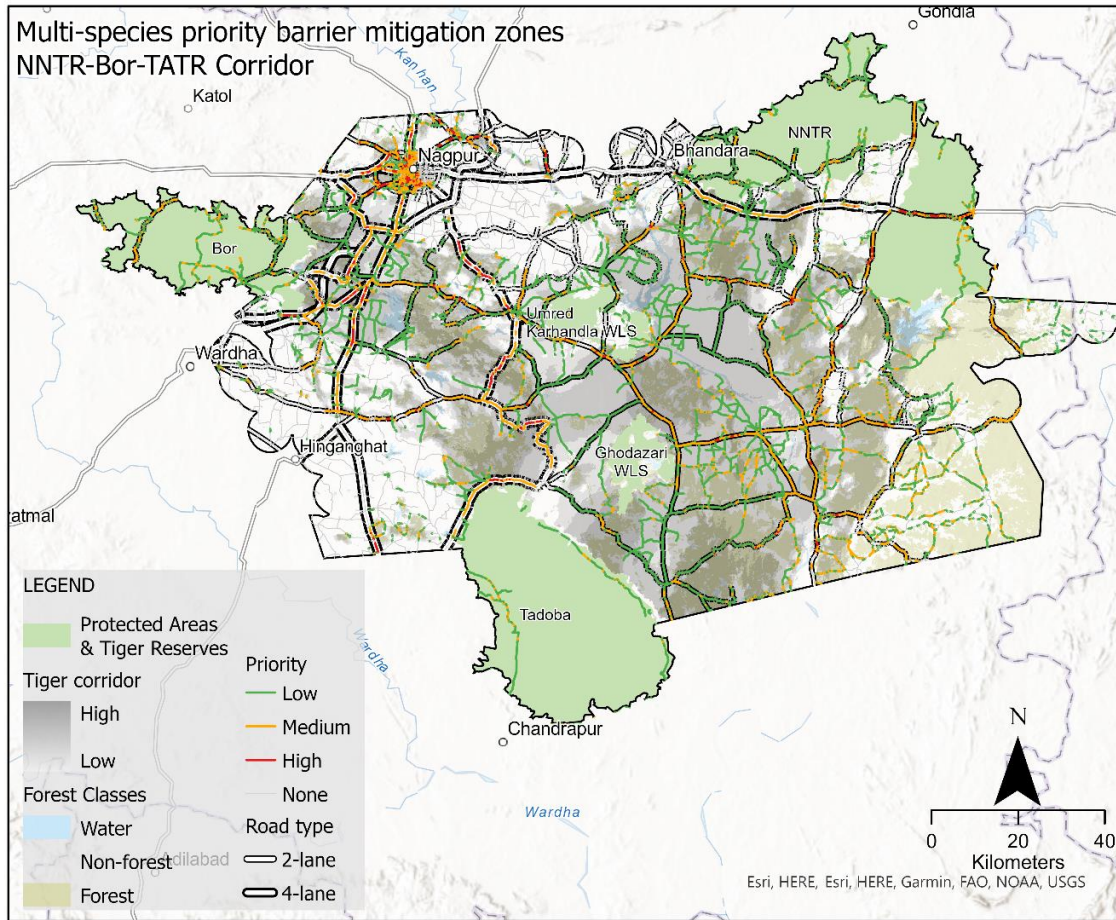 Multi-species priority barrier mitigation zones
NNTR-Bor-TATR Corridor
Gondia
Katol
Kanhan
Nagpur
Bhandara
NNTR
Bor
Umred
Karhandla WLS
Wardha
Hinganghat
Ghodazari
WLS
atmal
Tadoba
Wardha
Chandrapur
Wardha
Adilabad
LEGEND
Protected Areas
& Tiger Reserves
Tiger corridor
High
Low
Forest Classes
Water
Non-forest
Forest
Priority
Low
Medium
High
None
Road type
2-lane
4-lane
N
0 20 40
Kilometers
Esri, HERE, Esri, HERE, Garmin, FAO, NOAA, USGS